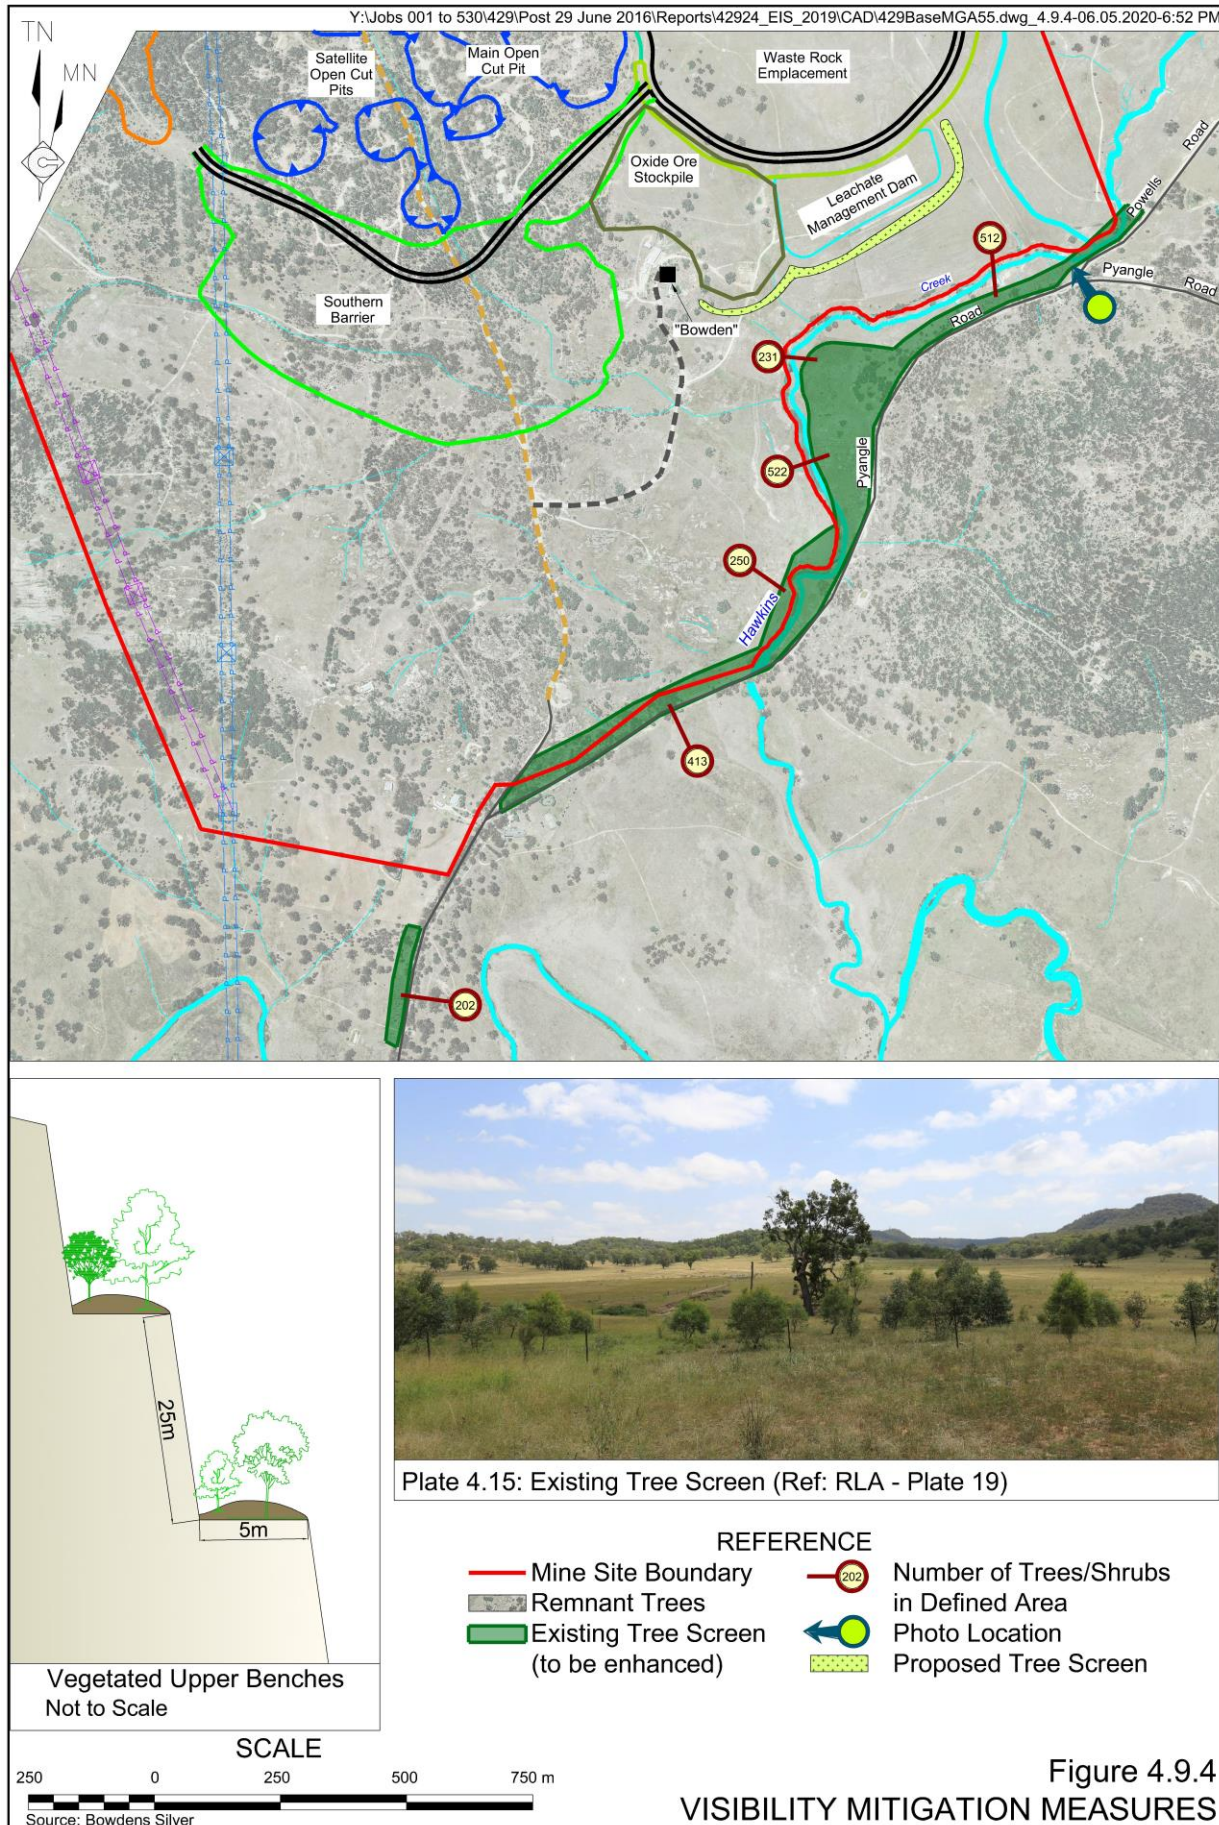 Y:\Jobs 001 to 530\429\Post 29 June 2016\Reports\42924_EIS_2019\CAD\429BaseMGA55.dwg_4.9.4-06.05.2020-6:52 PM
TN
MN
Satellite
Open Cut
Pits
Main Open
Cut Pit
Waste Rock
Emplacement
Oxide Ore
Stockpile
Leachate
Management Dam
Road
Powells
512
Pyangle
Road
Creek
Road
Southern
Barrier
"Bowden"
231
Pyangle
522
250
Hawkins
413
202
25m
5m
Vegetated Upper Benches
Not to Scale
Plate 4.15: Existing Tree Screen (Ref: RLA - Plate 19)
REFERENCE
Mine Site Boundary
Remnant Trees
Existing Tree Screen
(to be enhanced)
202
Number of Trees/Shrubs
in Defined Area
Photo Location
Proposed Tree Screen
SCALE
250 0 250 500 750 m
Source: Bowdens Silver
Figure 4.9.4
VISIBILITY MITIGATION MEASURES